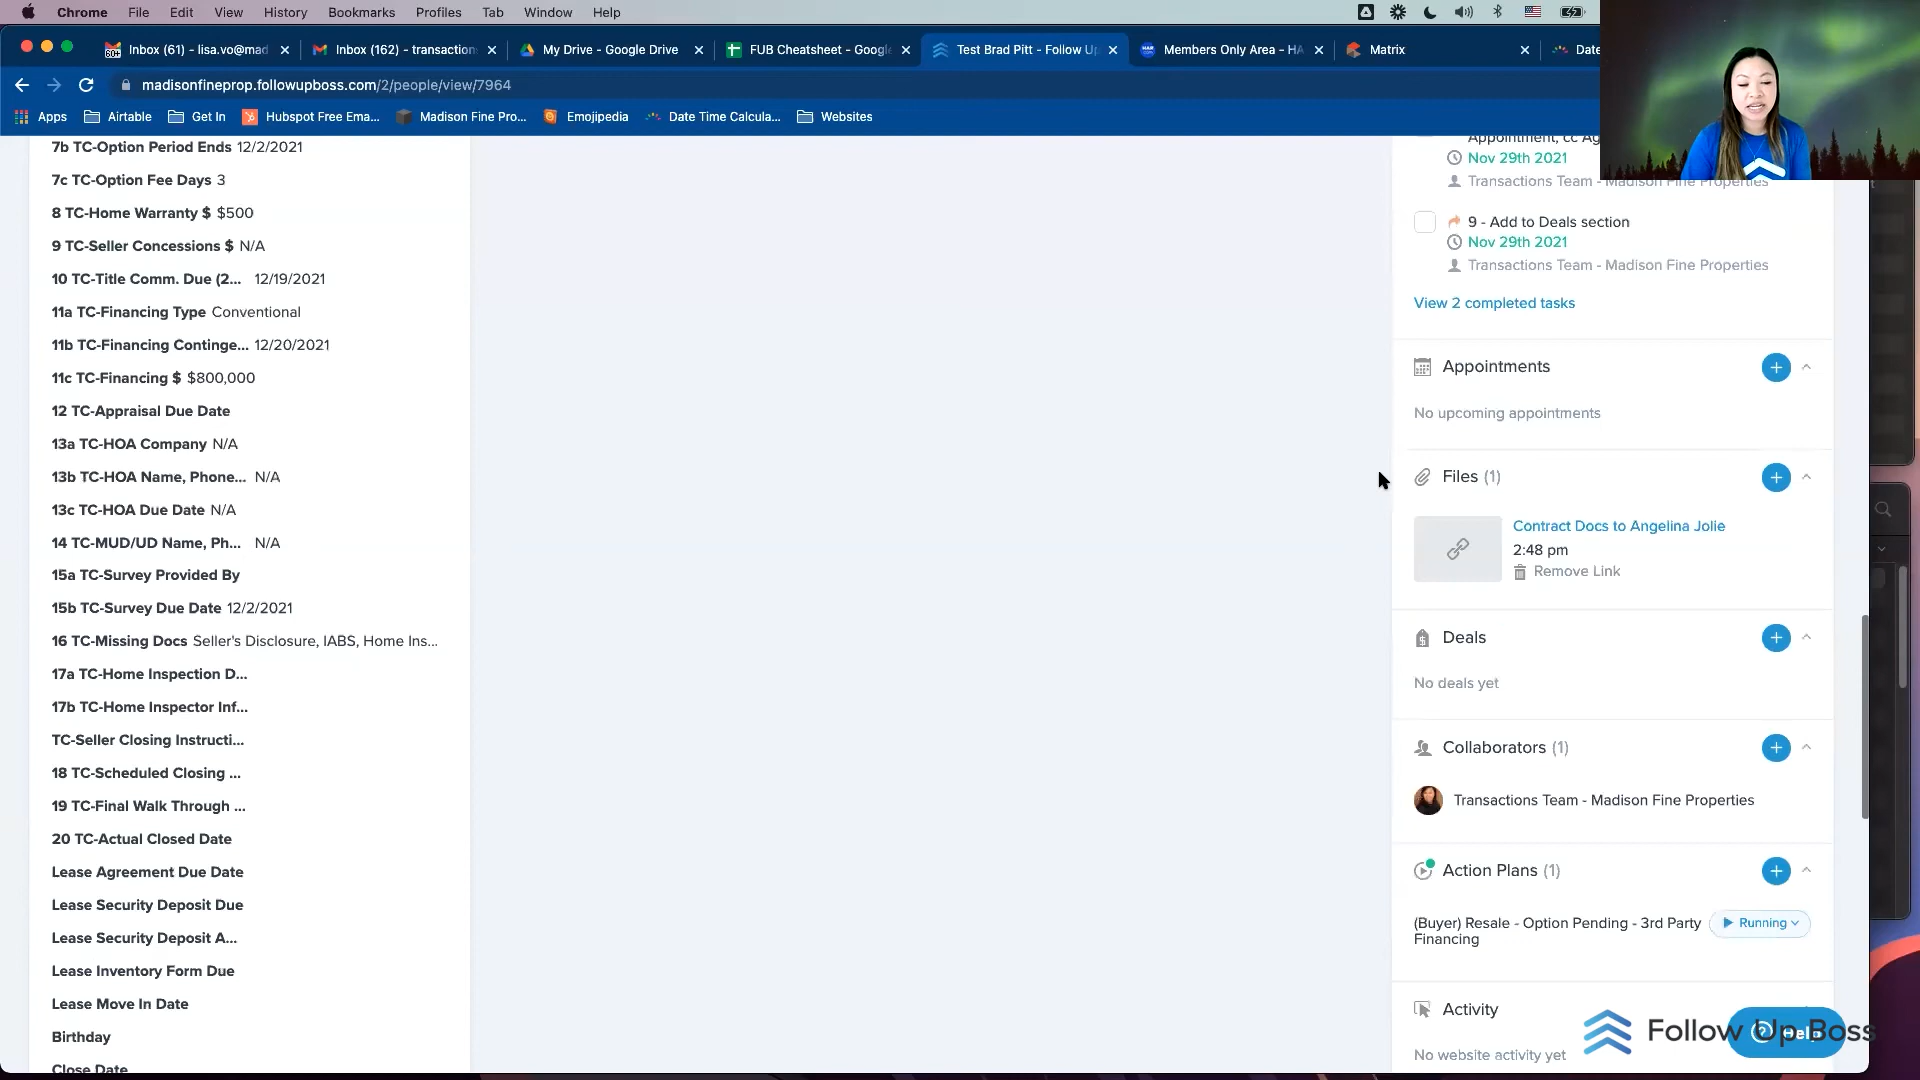 Chrome File Edit View History Bookmarks Profiles Tab Window Help
Inbox (61) - lisa.vo@mad
Inbox (162) - transaction
My Drive - Google Drive
FUB Cheatsheet - Google
Test Brad Pitt - Follow Up
Members Only Area - HA
Matrix
Date
madisonfineprop.followupboss.com/2/people/view/7964
Apps Airtable Get In Hubspot Free Ema... Madison Fine Pro... Emojipedia Date Time Calcula... Websites
7b TC-Option Period Ends 12/2/2021
7c TC-Option Fee Days 3
8 TC-Home Warranty $ $500
9 TC-Seller Concessions $ N/A
10 TC-Title Comm. Due (2... 12/19/2021
11a TC-Financing Type Conventional
11b TC-Financing Continge... 12/20/2021
11c TC-Financing $ $800,000
12 TC-Appraisal Due Date
13a TC-HOA Company N/A
13b TC-HOA Name, Phone... N/A
13c TC-HOA Due Date N/A
14 TC-MUD/UD Name, Ph... N/A
15a TC-Survey Provided By
15b TC-Survey Due Date 12/2/2021
16 TC-Missing Docs Seller's Disclosure, IABS, Home Ins...
17a TC-Home Inspection D...
17b TC-Home Inspector Inf...
TC-Seller Closing Instructi...
18 TC-Scheduled Closing ...
19 TC-Final Walk Through ...
20 TC-Actual Closed Date
Lease Agreement Due Date
Lease Security Deposit Due
Lease Security Deposit A...
Lease Inventory Form Due
Lease Move In Date
Birthday
Close Date
Appointment, cc Ag
Nov 29th 2021
Transactions Team - Madison Fine Properties
9 - Add to Deals section
Nov 29th 2021
Transactions Team - Madison Fine Properties
View 2 completed tasks
Appointments
No upcoming appointments
Files (1)
Contract Docs to Angelina Jolie
2:48 pm
Remove Link
Deals
No deals yet
Collaborators (1)
Transactions Team - Madison Fine Properties
Action Plans (1)
(Buyer) Resale - Option Pending - 3rd Party
Financing
Running
Activity
No website activity yet
Follow Up Boss
Help